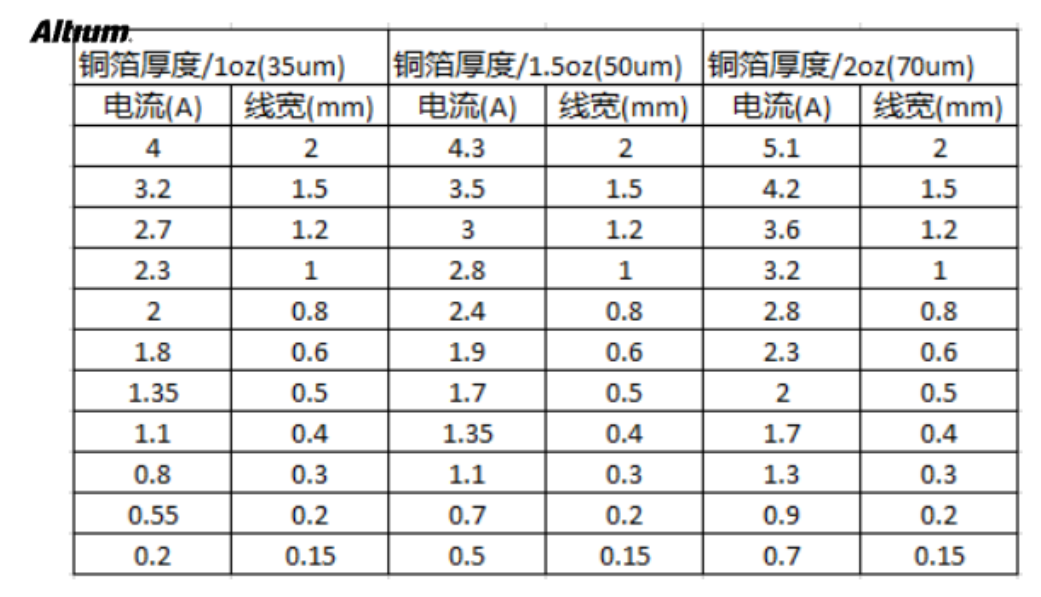 Altium.
铜箔厚度/1oz(35um) 铜箔厚度/1.5oz(50um) 铜箔厚度/2oz(70um)
电流(A) 线宽(mm) 电流(A) 线宽(mm) 电流(A) 线宽(mm)
4 2 4.3 2 5.1 2
3.2 1.5 3.5 1.5 4.2 1.5
2.7 1.2 3 1.2 3.6 1.2
2.3 1 2.8 1 3.2 1
2 0.8 2.4 0.8 2.8 0.8
1.8 0.6 1.9 0.6 2.3 0.6
1.35 0.5 1.7 0.5 2 0.5
1.1 0.4 1.35 0.4 1.7 0.4
0.8 0.3 1.1 0.3 1.3 0.3
0.55 0.2 0.7 0.2 0.9 0.2
0.2 0.15 0.5 0.15 0.7 0.15